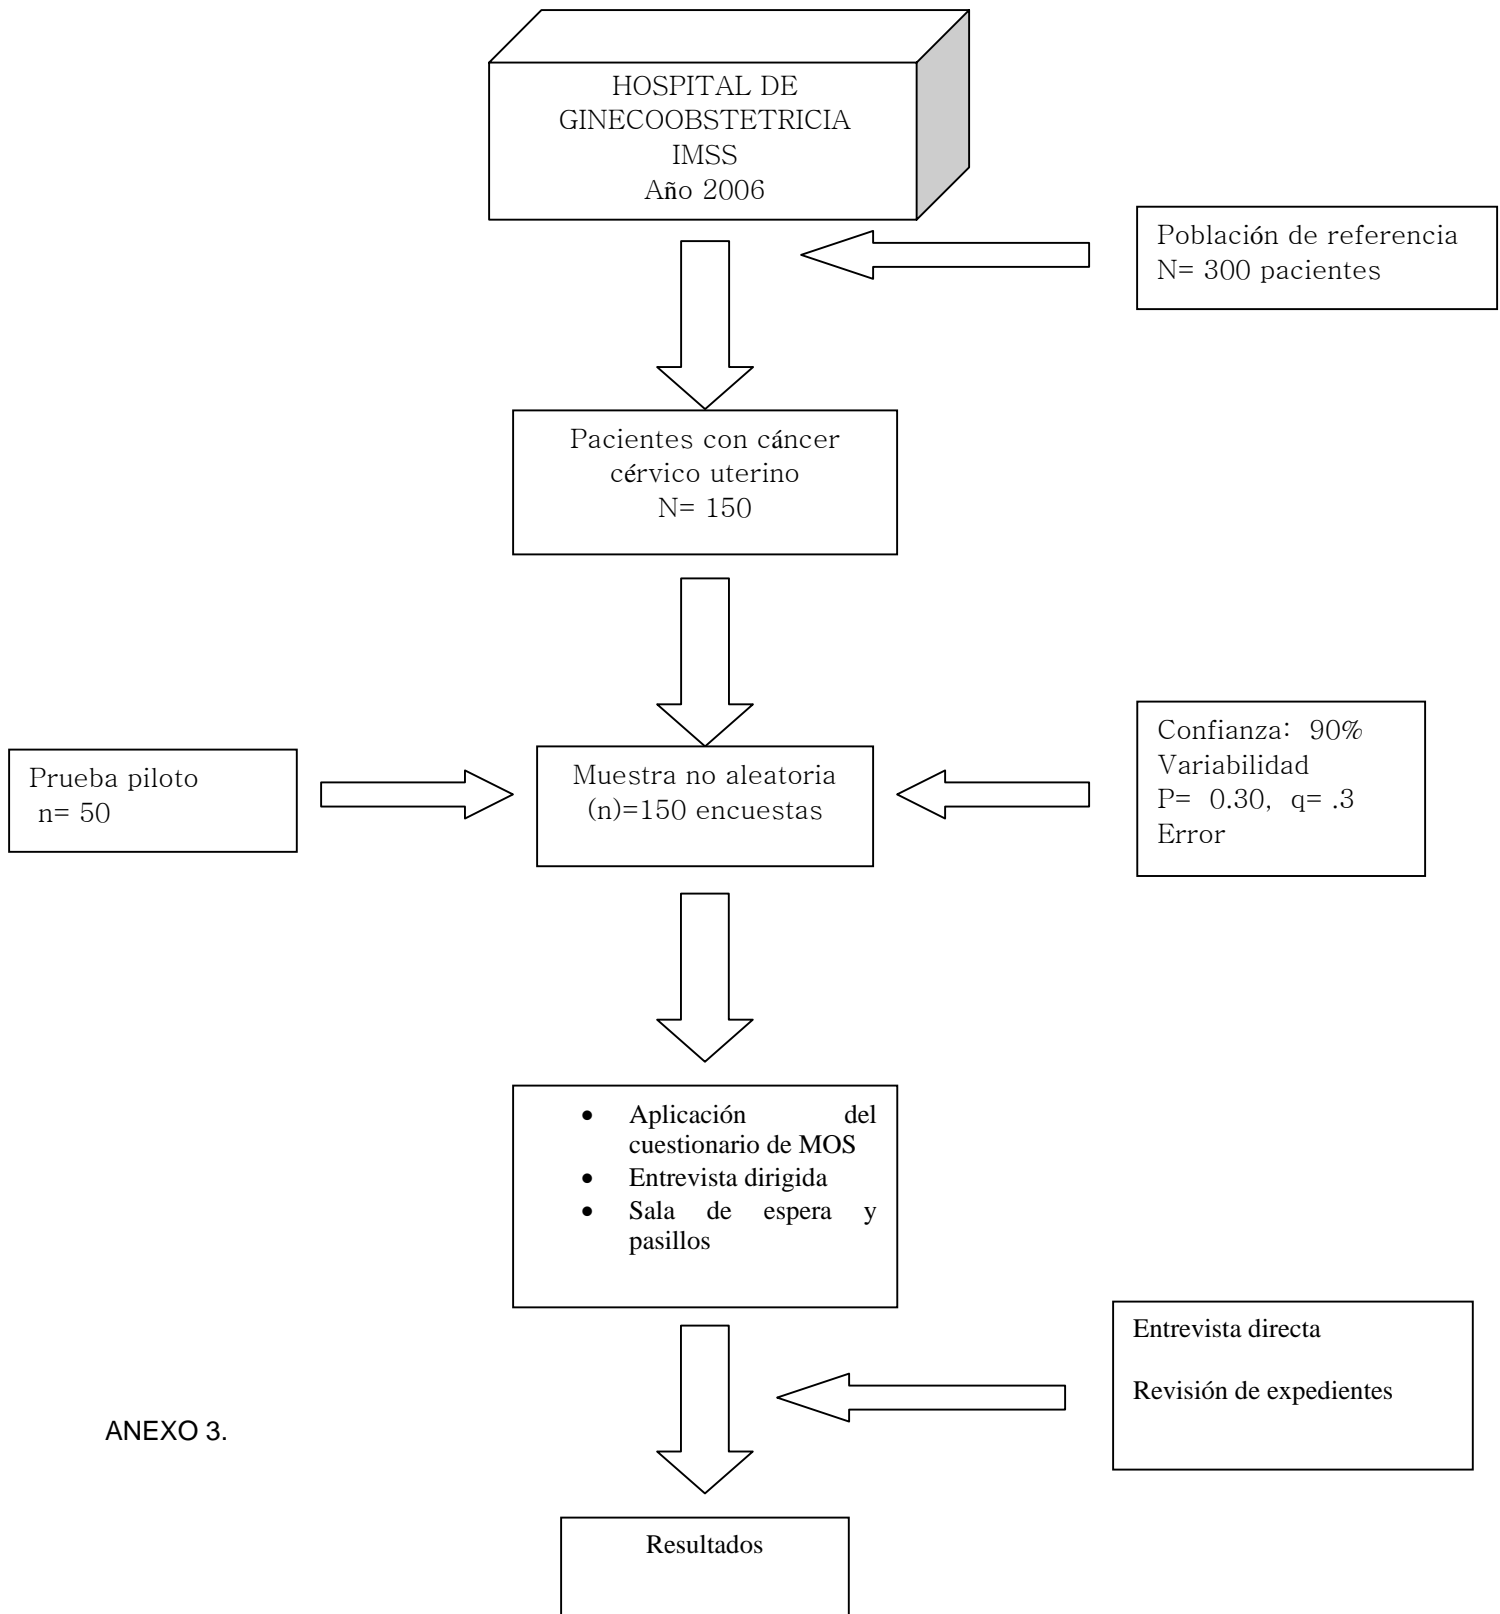 HOSPITAL DE
GINECOOBSTETRICIA
IMSS
Año 2006
Población de referencia
N= 300 pacientes
Pacientes con cáncer
cérvico uterino
N= 150
Prueba piloto
n= 50
Muestra no aleatoria
(n)=150 encuestas
Confianza: 90%
Variabilidad
P= 0.30, q= .3
Error
• Aplicación del
cuestionario de MOS
• Entrevista dirigida
• Sala de espera y
pasillos
Entrevista directa
Revisión de expedientes
ANEXO 3.
Resultados